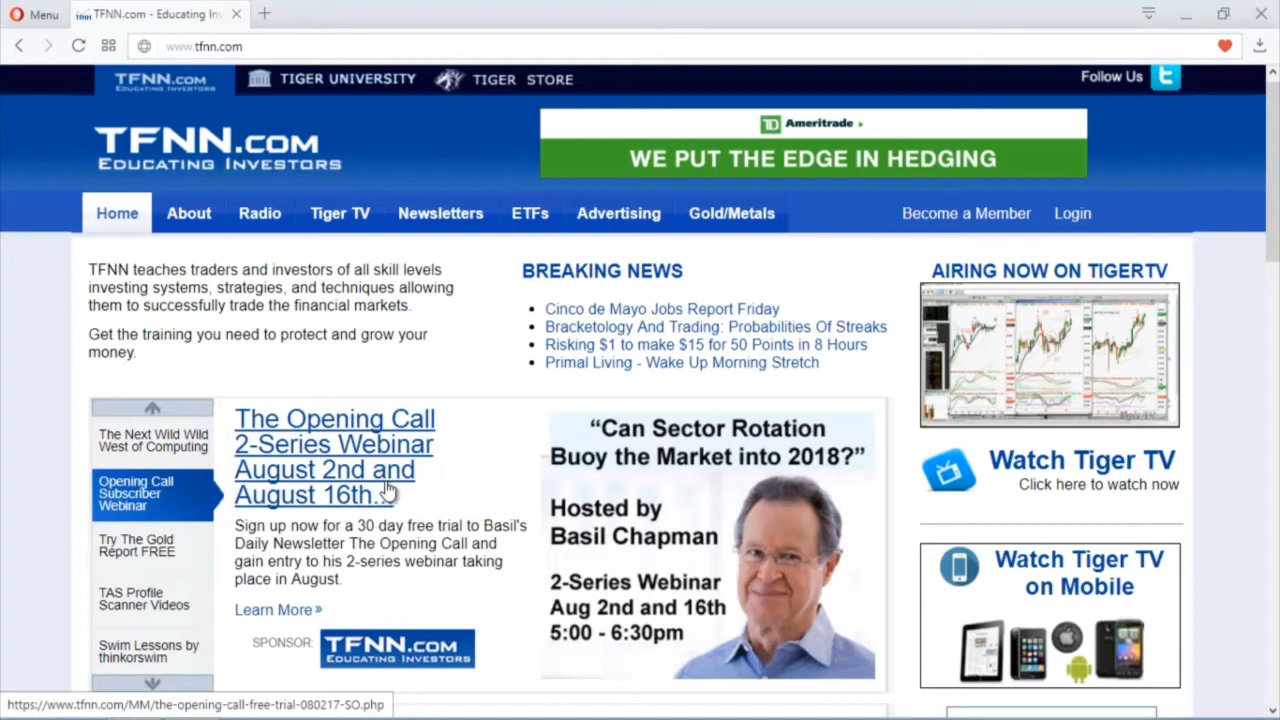 Menu
TFNN.com - Educating In
www.tfnn.com
TFNN.COM
EDUCATING INVESTORS
TIGER UNIVERSITY
TIGER STORE
Follow Us
TFNN.COM
EDUCATING INVESTORS
TD Ameritrade
WE PUT THE EDGE IN HEDGING
Home
About
Radio
Tiger TV
Newsletters
ETFs
Advertising
Gold/Metals
Become a Member
Login
TFNN teaches traders and investors of all skill levels
investing systems, strategies, and techniques allowing
them to successfully trade the financial markets.
Get the training you need to protect and grow your
money.
BREAKING NEWS
Cinco de Mayo Jobs Report Friday
Bracketology And Trading: Probabilities Of Streaks
Risking $1 to make $15 for 50 Points in 8 Hours
Primal Living - Wake Up Morning Stretch
AIRING NOW ON TIGERTV
Watch Tiger TV
Click here to watch now
Watch Tiger TV
on Mobile
The Next Wild Wild
West of Computing
Opening Call
Subscriber
Webinar
Try The Gold
Report FREE
TAS Profile
Scanner Videos
Swim Lessons by
thinkorswim
The Opening Call
2-Series Webinar
August 2nd and
August 16th...
Sign up now for a 30 day free trial to Basil's
Daily Newsletter The Opening Call and
gain entry to his 2-series webinar taking
place in August.
Learn More »
SPONSOR:
TFNN.COM
EDUCATING INVESTORS
“Can Sector Rotation
Buoy the Market into 2018?”
Hosted by
Basil Chapman
2-Series Webinar
Aug 2nd and 16th
5:00 - 6:30pm
https://www.tfnn.com/MM/the-opening-call-free-trial-080217-SO.php